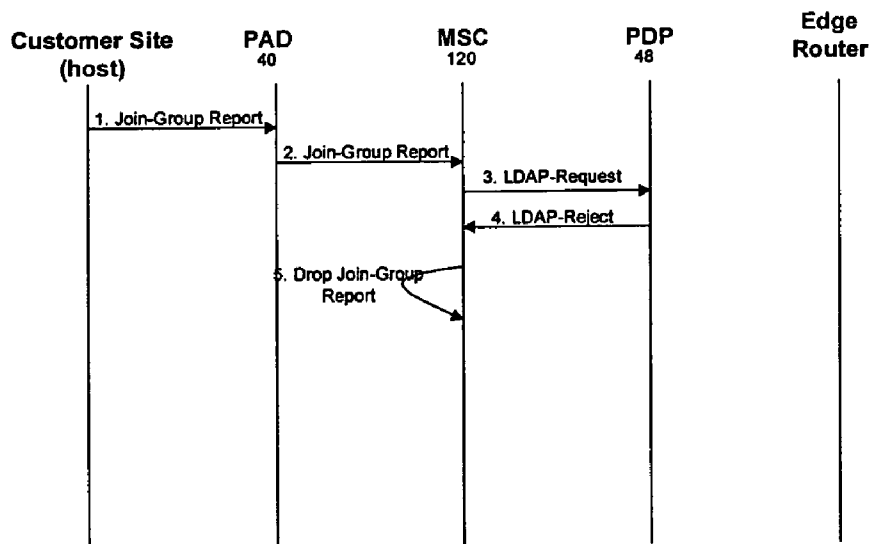 Customer Site
(host)
PAD
40
MSC
120
PDP
48
Edge
Router
1. Join-Group Report
2. Join-Group Report
3. LDAP-Request
4. LDAP-Reject
5. Drop Join-Group
Report